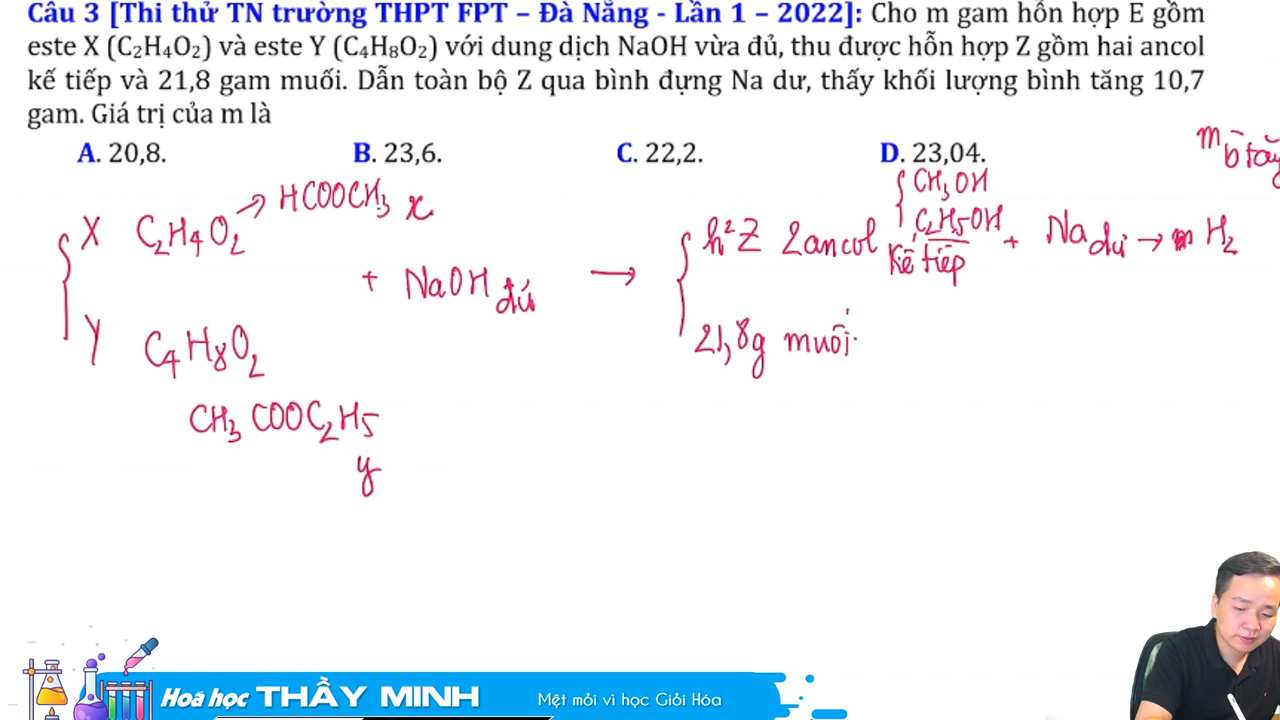 Câu 3 [Thi thử TN trường THPT FPT – Đà Nẵng - Lần 1 – 2022]: Cho m gam hỗn hợp E gồm
este X (C₂H₄O₂) và este Y (C₄H₈O₂) với dung dịch NaOH vừa đủ, thu được hỗn hợp Z gồm hai ancol
kế tiếp và 21,8 gam muối. Dẫn toàn bộ Z qua bình đựng Na dư, thấy khối lượng bình tăng 10,7
gam. Giá trị của m là
A. 20,8. B. 23,6. C. 22,2. D. 23,04.
m b tăng
X C₂H₄O₂ → HCOOCH₃ x
+ NaOH đủ →
Y C₄H₈O₂
CH₃COOC₂H₅
y
h² Z 2ancol kế tiếp
CH₃OH
C₂H₅OH
+ Na dư → H₂
21,8g muối
Hoá học THẦY MINH
Mệt mỏi vì học Giỏi Hóa